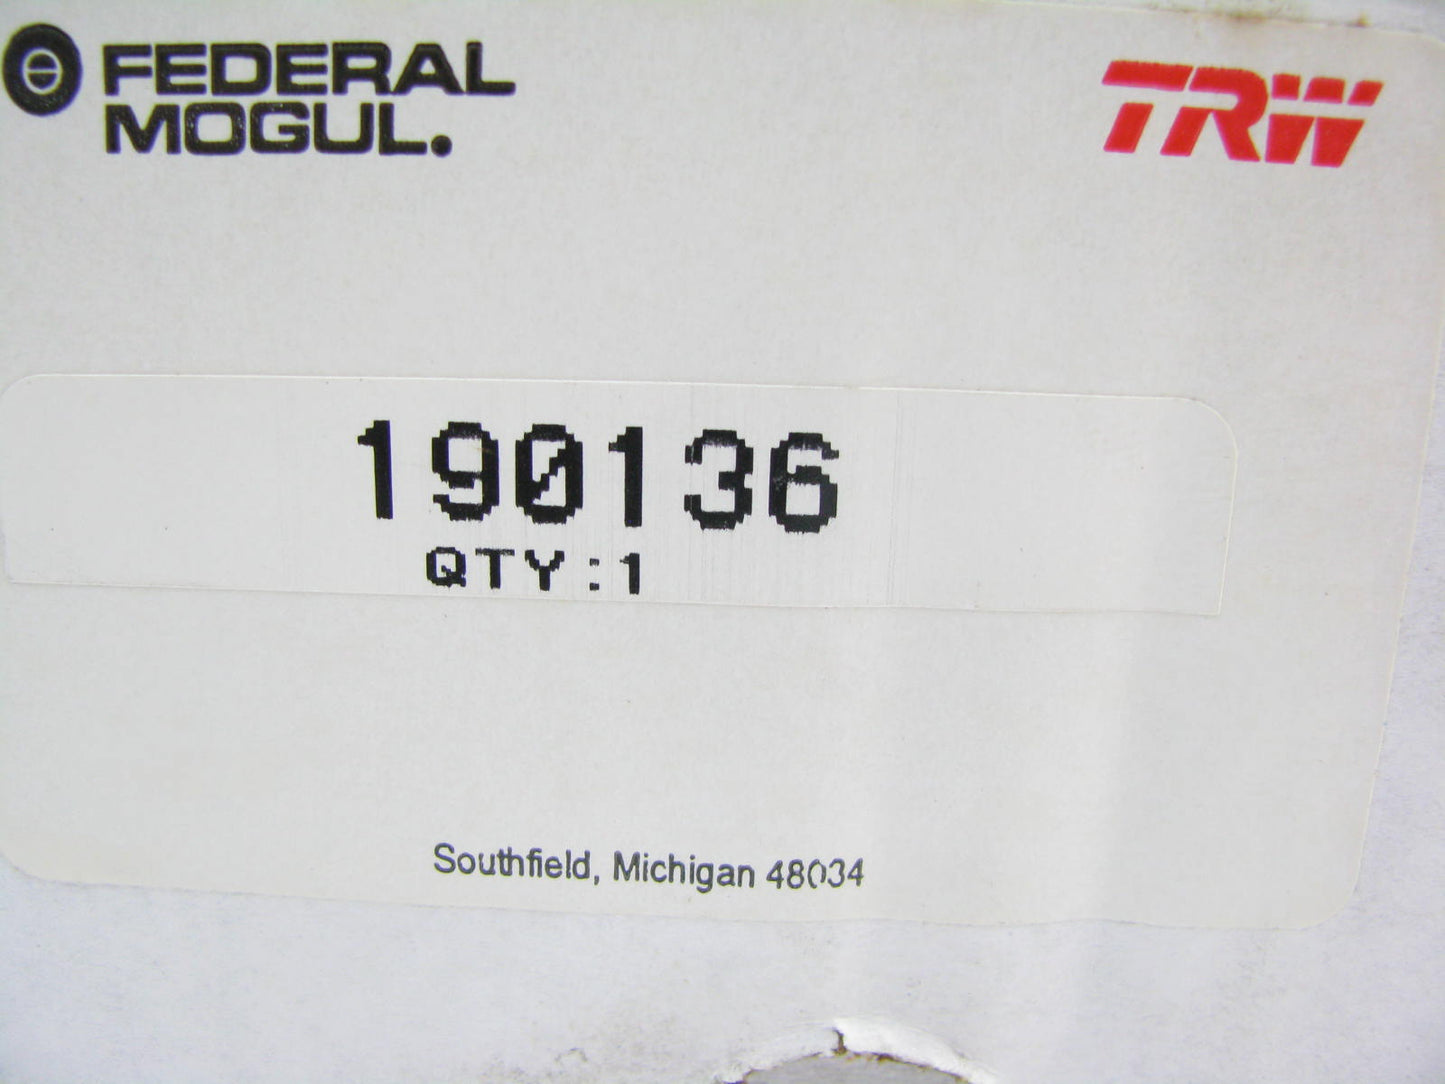 FEDERAL
MOGUL.
TRW
190136
QTY:1
Southfield, Michigan 48034